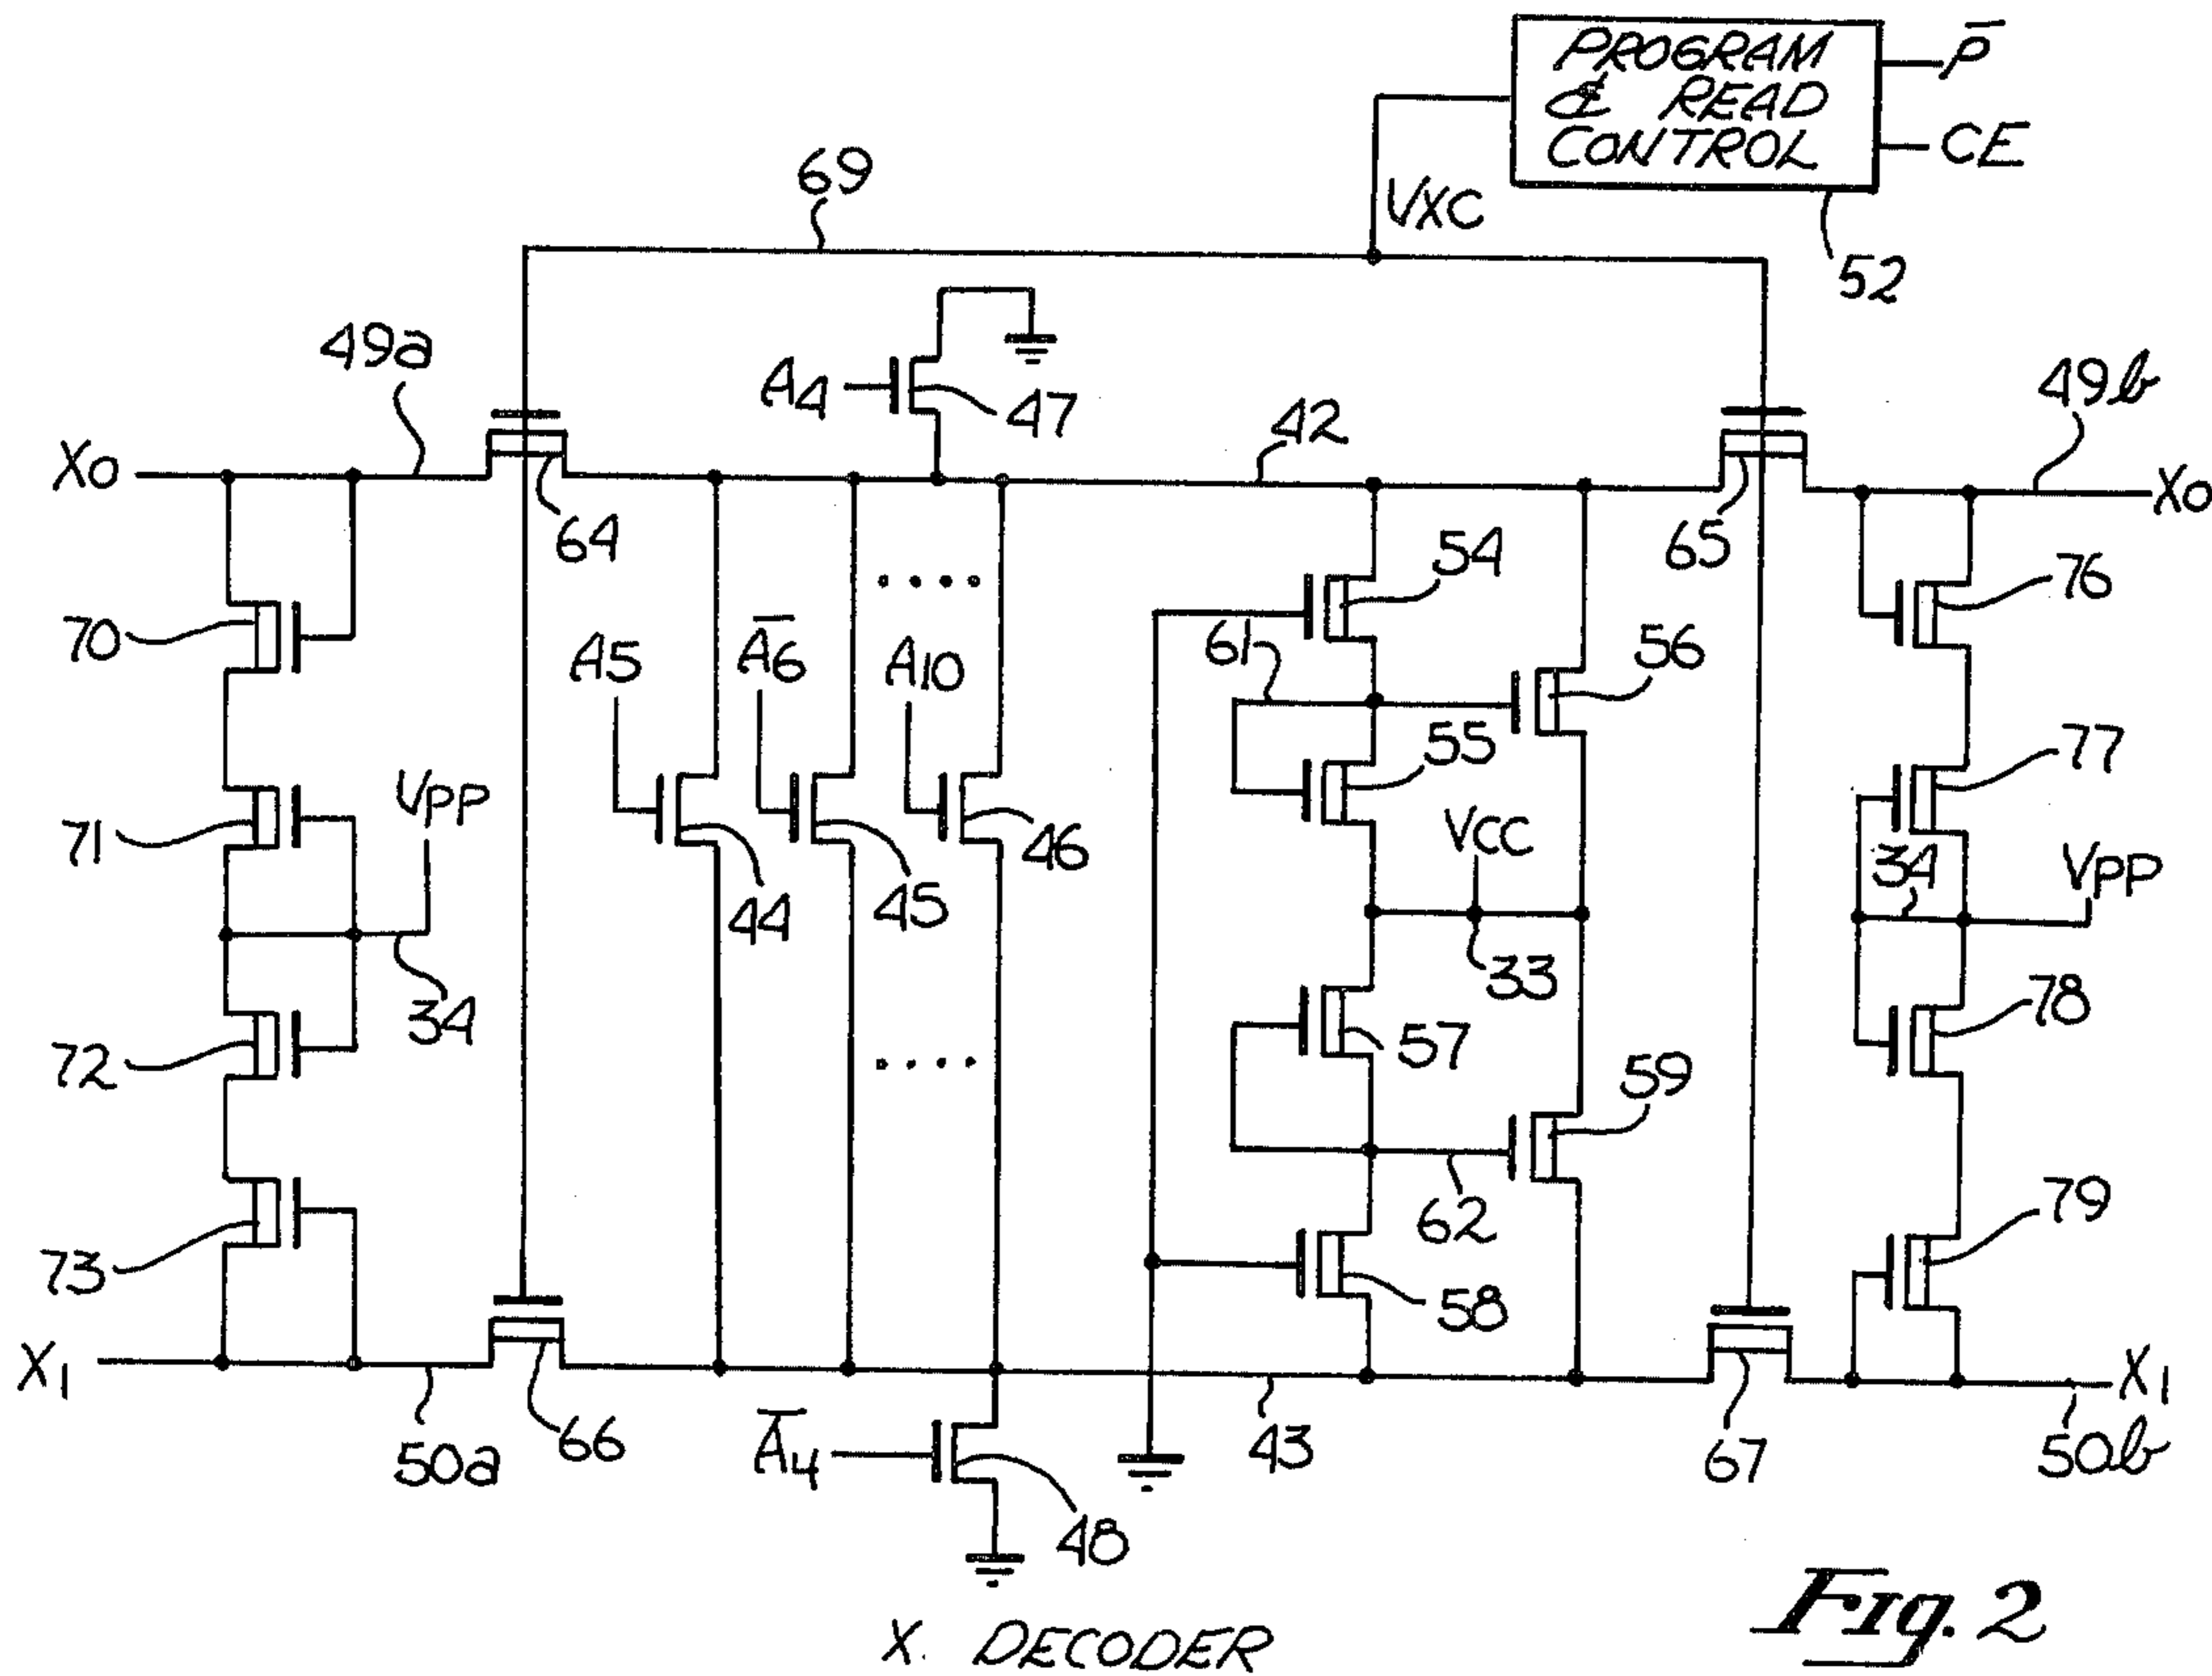 PROGRAM
& READ
CONTROL
P̅
CE
52
VXC
69
49a
A4
47
42
49b
X0
64
65
X0
54
76
70
A5
A̅6
A10
61
56
55
77
71
VPP
VCC
34
VPP
44
45
46
33
34
72
57
78
59
73
62
79
58
X1
50a
66
A̅4
43
67
X1
50b
48
X. DECODER
Fig. 2